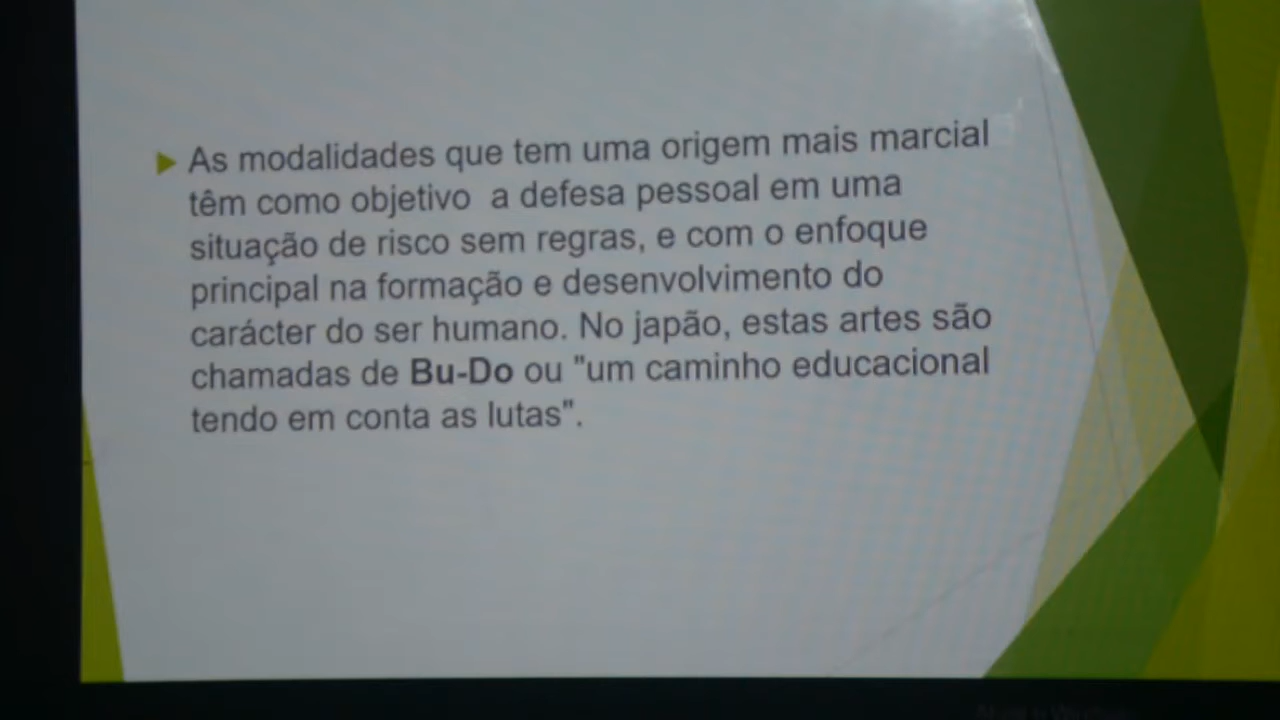 As modalidades que tem uma origem mais marcial
têm como objetivo a defesa pessoal em uma
situação de risco sem regras, e com o enfoque
principal na formação e desenvolvimento do
carácter do ser humano. No japão, estas artes são
chamadas de Bu-Do ou "um caminho educacional
tendo em conta as lutas".